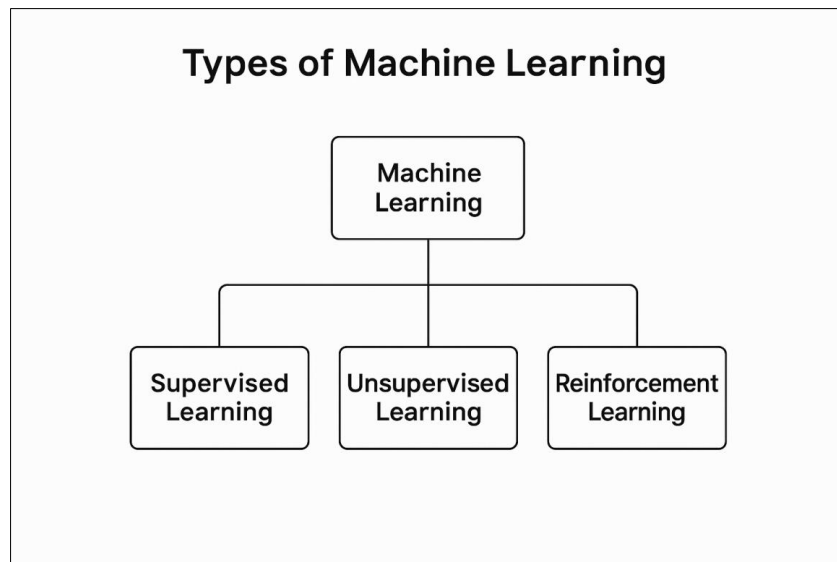 Types of Machine Learning
Machine
Learning
Supervised
Learning
Unsupervised
Learning
Reinforcement
Learning